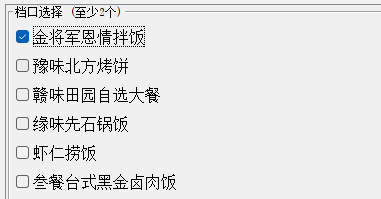 档口选择 (至少2个)
金将军恩情拌饭
豫味北方烤饼
赣味田园自选大餐
缘味先石锅饭
虾仁捞饭
叁餐台式黑金卤肉饭